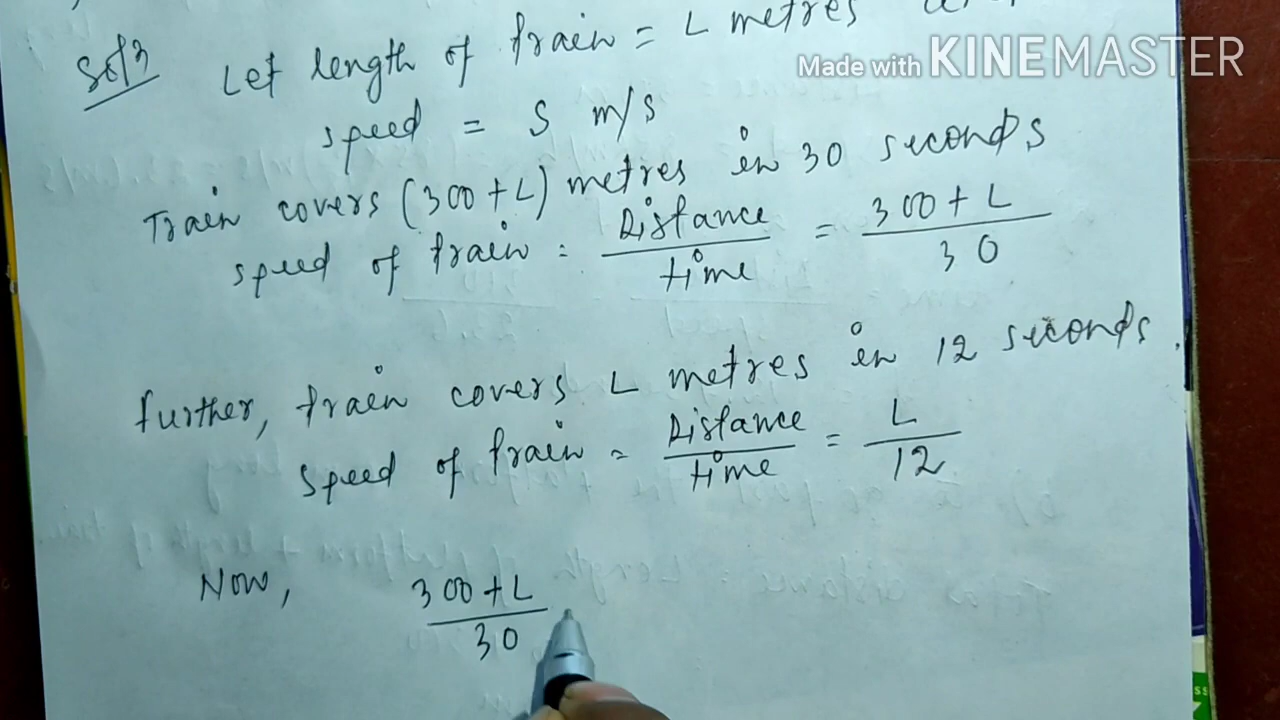 Made with KINEMASTER
Sol3 Let length of train = L metres
speed = S m/s
Train covers (300 + L) metres in 30 seconds
speed of train = Distance / time = 300 + L / 30
further, train covers L metres in 12 seconds.
Speed of train = Distance / time = L / 12
Now, 300 + L / 30